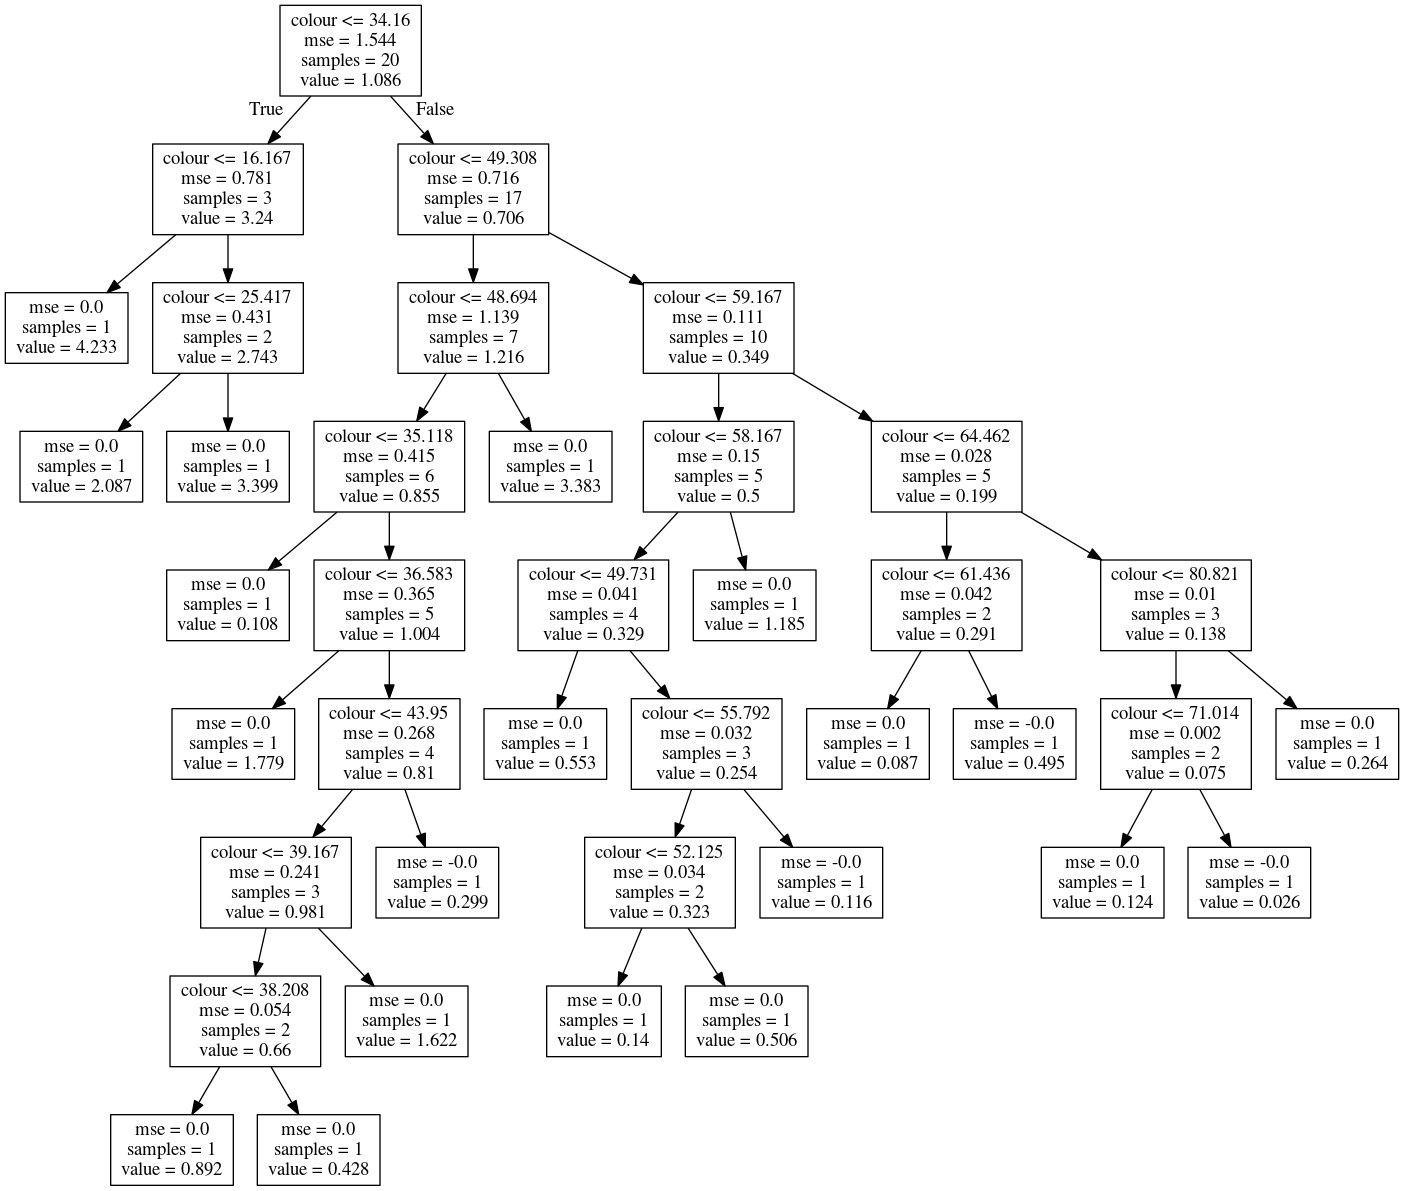 colour <= 34.16
mse = 1.544
samples = 20
value = 1.086
True
False
colour <= 16.167
mse = 0.781
samples = 3
value = 3.24
colour <= 49.308
mse = 0.716
samples = 17
value = 0.706
mse = 0.0
samples = 1
value = 4.233
colour <= 25.417
mse = 0.431
samples = 2
value = 2.743
colour <= 48.694
mse = 1.139
samples = 7
value = 1.216
colour <= 59.167
mse = 0.111
samples = 10
value = 0.349
mse = 0.0
samples = 1
value = 2.087
mse = 0.0
samples = 1
value = 3.399
colour <= 35.118
mse = 0.415
samples = 6
value = 0.855
mse = 0.0
samples = 1
value = 3.383
colour <= 58.167
mse = 0.15
samples = 5
value = 0.5
colour <= 64.462
mse = 0.028
samples = 5
value = 0.199
mse = 0.0
samples = 1
value = 0.108
colour <= 36.583
mse = 0.365
samples = 5
value = 1.004
colour <= 49.731
mse = 0.041
samples = 4
value = 0.329
mse = 0.0
samples = 1
value = 1.185
colour <= 61.436
mse = 0.042
samples = 2
value = 0.291
colour <= 80.821
mse = 0.01
samples = 3
value = 0.138
mse = 0.0
samples = 1
value = 1.779
colour <= 43.95
mse = 0.268
samples = 4
value = 0.81
mse = 0.0
samples = 1
value = 0.553
colour <= 55.792
mse = 0.032
samples = 3
value = 0.254
mse = 0.0
samples = 1
value = 0.087
mse = -0.0
samples = 1
value = 0.495
colour <= 71.014
mse = 0.002
samples = 2
value = 0.075
mse = 0.0
samples = 1
value = 0.264
colour <= 39.167
mse = 0.241
samples = 3
value = 0.981
mse = -0.0
samples = 1
value = 0.299
colour <= 52.125
mse = 0.034
samples = 2
value = 0.323
mse = -0.0
samples = 1
value = 0.116
mse = 0.0
samples = 1
value = 0.124
mse = -0.0
samples = 1
value = 0.026
colour <= 38.208
mse = 0.054
samples = 2
value = 0.66
mse = 0.0
samples = 1
value = 1.622
mse = 0.0
samples = 1
value = 0.14
mse = 0.0
samples = 1
value = 0.506
mse = 0.0
samples = 1
value = 0.892
mse = 0.0
samples = 1
value = 0.428